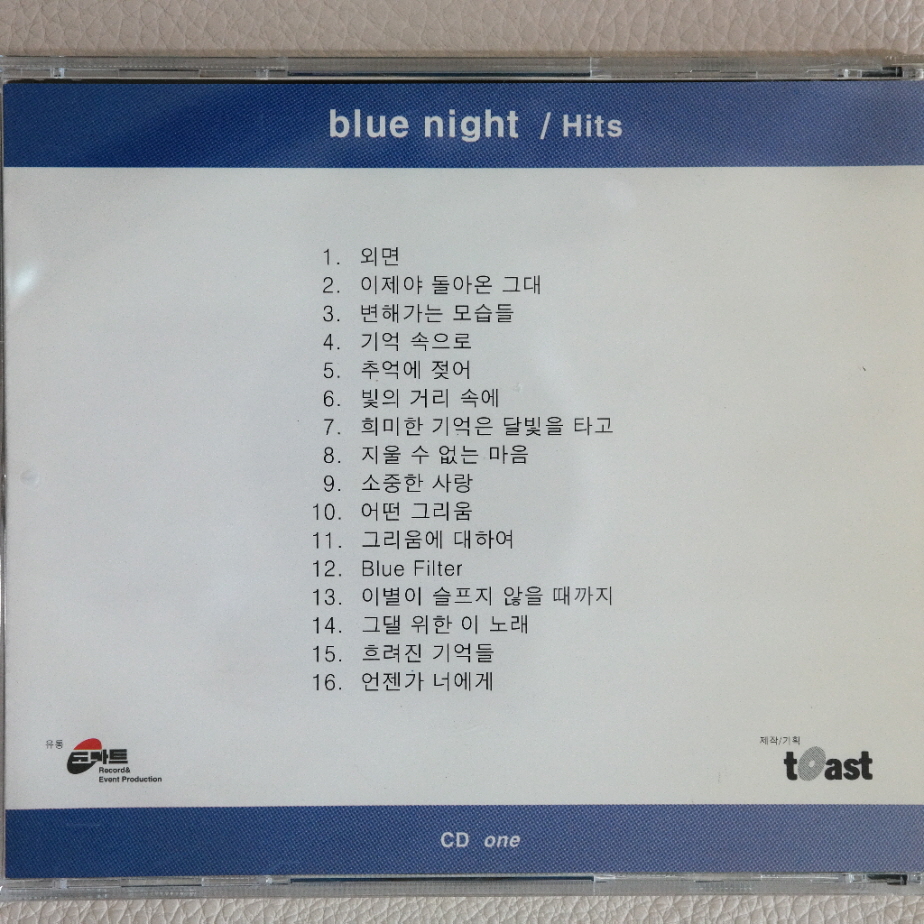 blue night / Hits
1. 외면
2. 이제야 돌아온 그대
3. 변해가는 모습들
4. 기억 속으로
5. 추억에 젖어
6. 빛의 거리 속에
7. 희미한 기억은 달빛을 타고
8. 지울 수 없는 마음
9. 소중한 사랑
10. 어떤 그리움
11. 그리움에 대하여
12. Blue Filter
13. 이별이 슬프지 않을 때까지
14. 그댈 위한 이 노래
15. 흐려진 기억들
16. 언젠가 너에게
유통
코마트
Record&
Event Production
제작/기획
toast
CD one